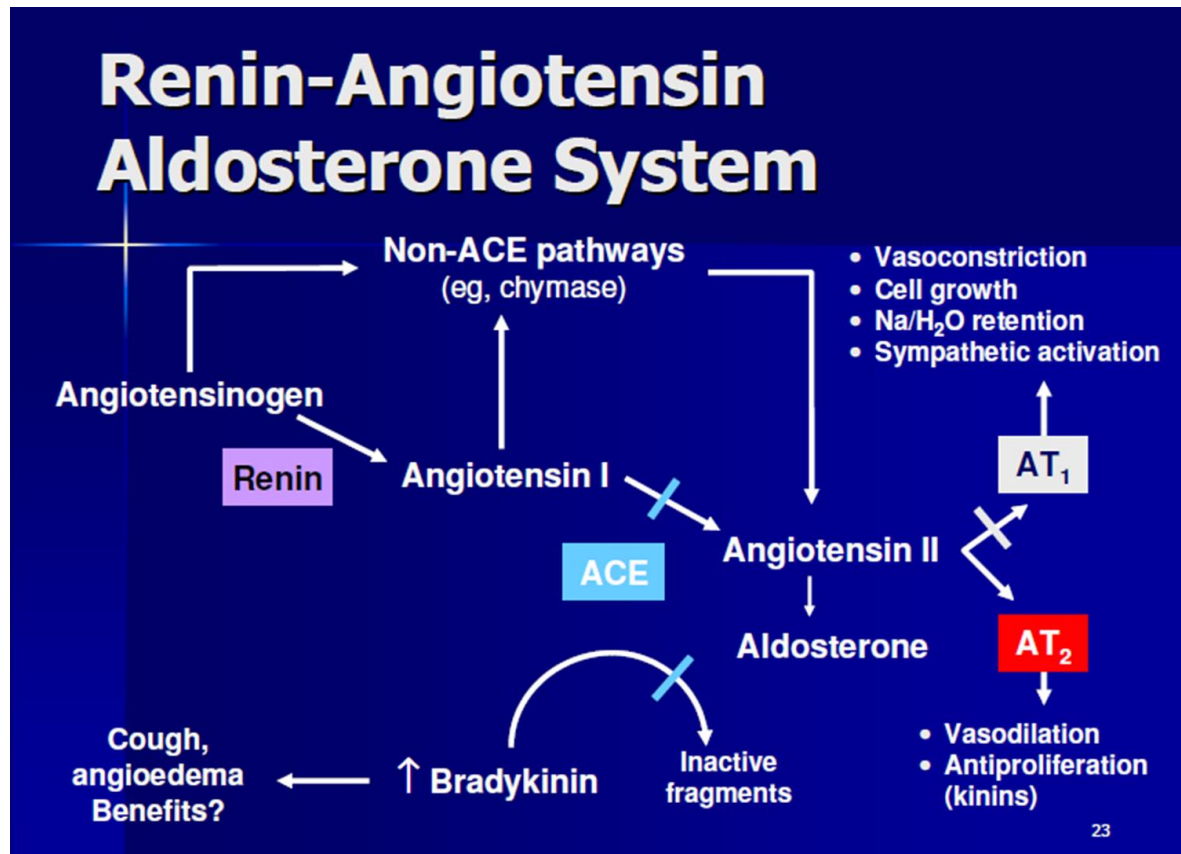 Renin-Angiotensin
Aldosterone System
Non-ACE pathways
(eg, chymase)
• Vasoconstriction
• Cell growth
• Na/H₂O retention
• Sympathetic activation
Angiotensinogen
Renin
Angiotensin I
AT₁
ACE
Angiotensin II
Aldosterone
AT₂
Cough,
angioedema
Benefits?
↑ Bradykinin
Inactive
fragments
• Vasodilation
• Antiproliferation
(kinins)
23